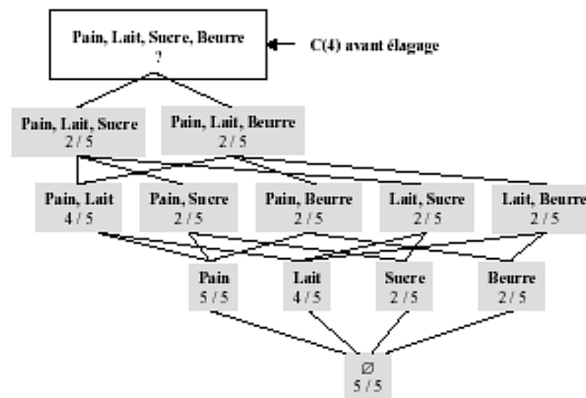 Pain, Lait, Sucre, Beurre
?
C(4) avant élagage
Pain, Lait, Sucre
2 / 5
Pain, Lait, Beurre
2 / 5
Pain, Lait
4 / 5
Pain, Sucre
2 / 5
Pain, Beurre
2 / 5
Lait, Sucre
2 / 5
Lait, Beurre
2 / 5
Pain
5 / 5
Lait
4 / 5
Sucre
2 / 5
Beurre
2 / 5
∅
5 / 5